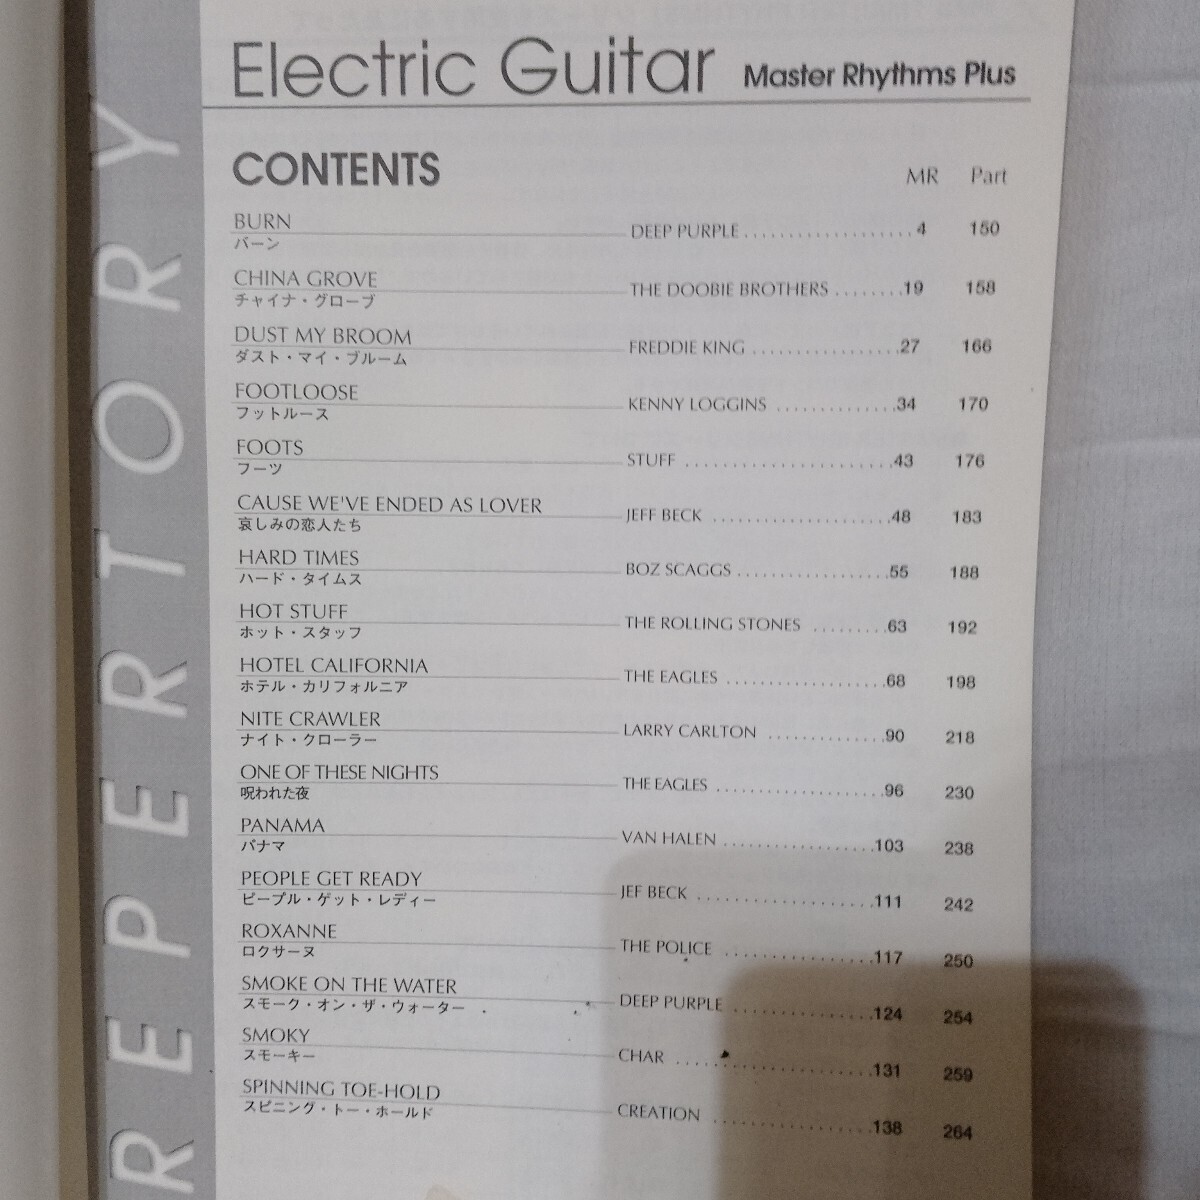 REPERTORY
Electric Guitar Master Rhythms Plus
CONTENTS MR Part
BURN DEEP PURPLE ................... 4 150
バーン
CHINA GROVE THE DOOBIE BROTHERS ........ 19 158
チャイナ・グローブ
DUST MY BROOM FREDDIE KING ................ 27 166
ダスト・マイ・ブルーム
FOOTLOOSE KENNY LOGGINS ............. 34 170
フットルース
FOOTS STUFF ...................... 43 176
フーツ
CAUSE WE'VE ENDED AS LOVER JEFF BECK ................... 48 183
哀しみの恋人たち
HARD TIMES BOZ SCAGGS ................. 55 188
ハード・タイムス
HOT STUFF THE ROLLING STONES ......... 63 192
ホット・スタッフ
HOTEL CALIFORNIA THE EAGLES .................. 68 198
ホテル・カリフォルニア
NITE CRAWLER LARRY CARLTON ............. 90 218
ナイト・クローラー
ONE OF THESE NIGHTS THE EAGLES ................... 96 230
呪われた夜
PANAMA VAN HALEN ................. 103 238
パナマ
PEOPLE GET READY JEF BECK .................... 111 242
ピープル・ゲット・レディー
ROXANNE THE POLICE ................. 117 250
ロクサーヌ
SMOKE ON THE WATER DEEP PURPLE ................ 124 254
スモーク・オン・ザ・ウォーター
SMOKY CHAR ...................... 131 259
スモーキー
SPINNING TOE-HOLD CREATION .................. 138 264
スピニング・トー・ホールド